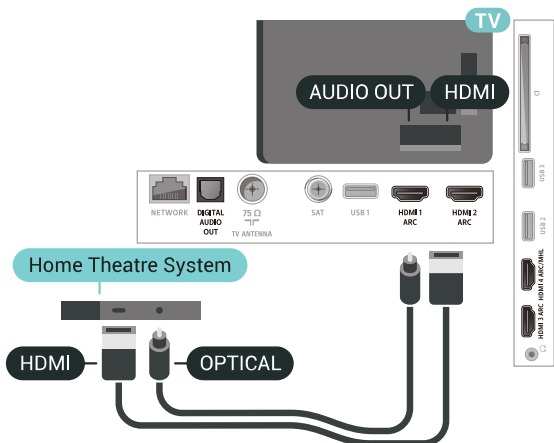 TV
AUDIO OUT
HDMI
CI
USB 3
USB 2
HDMI 4 ARC/MHL
HDMI 3 ARC
NETWORK
DIGITAL
AUDIO
OUT
75 Ω
TV ANTENNA
SAT
USB 1
HDMI 1
ARC
HDMI 2
ARC
Home Theatre System
HDMI
OPTICAL